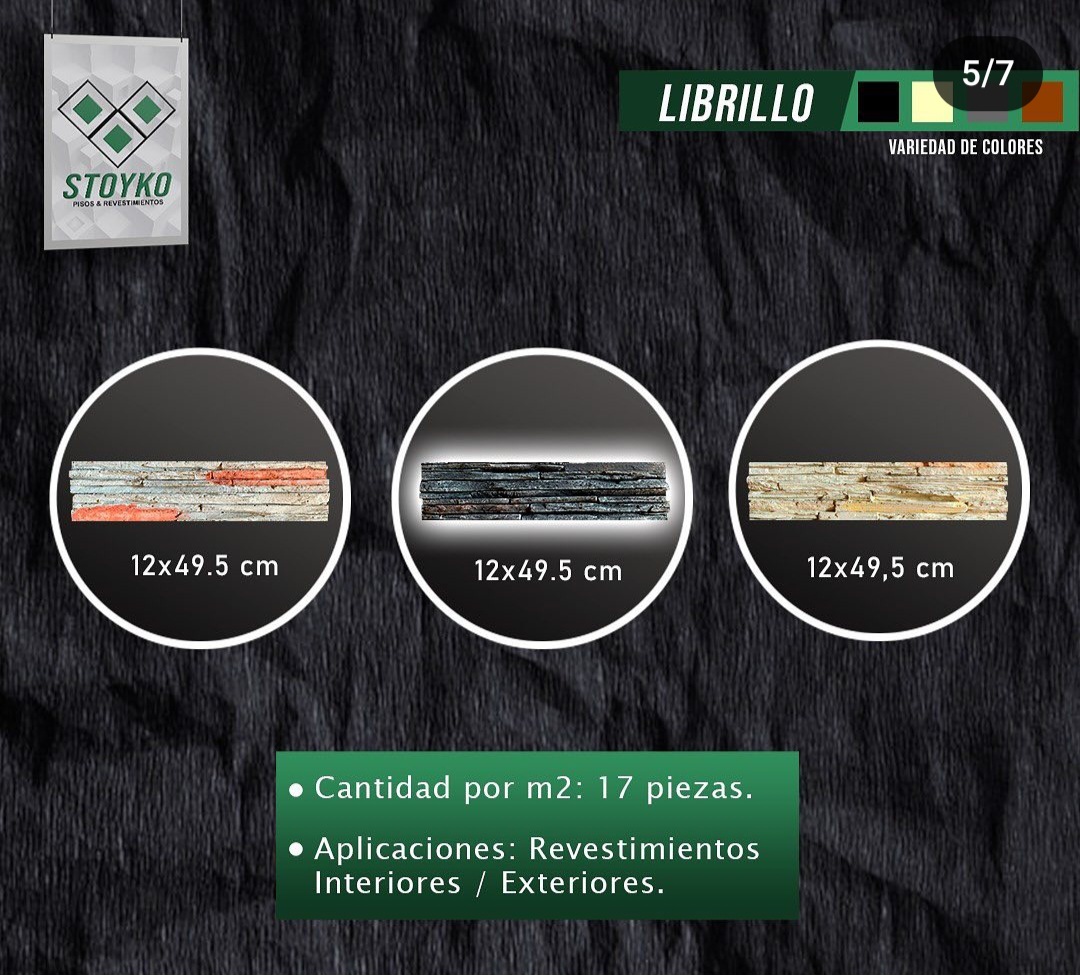 5/7
LIBRILLO
VARIEDAD DE COLORES
STOYKO
PISOS & REVESTIMIENTOS
12x49.5 cm
12x49.5 cm
12x49,5 cm
Cantidad por m2: 17 piezas.
Aplicaciones: Revestimientos
Interiores / Exteriores.